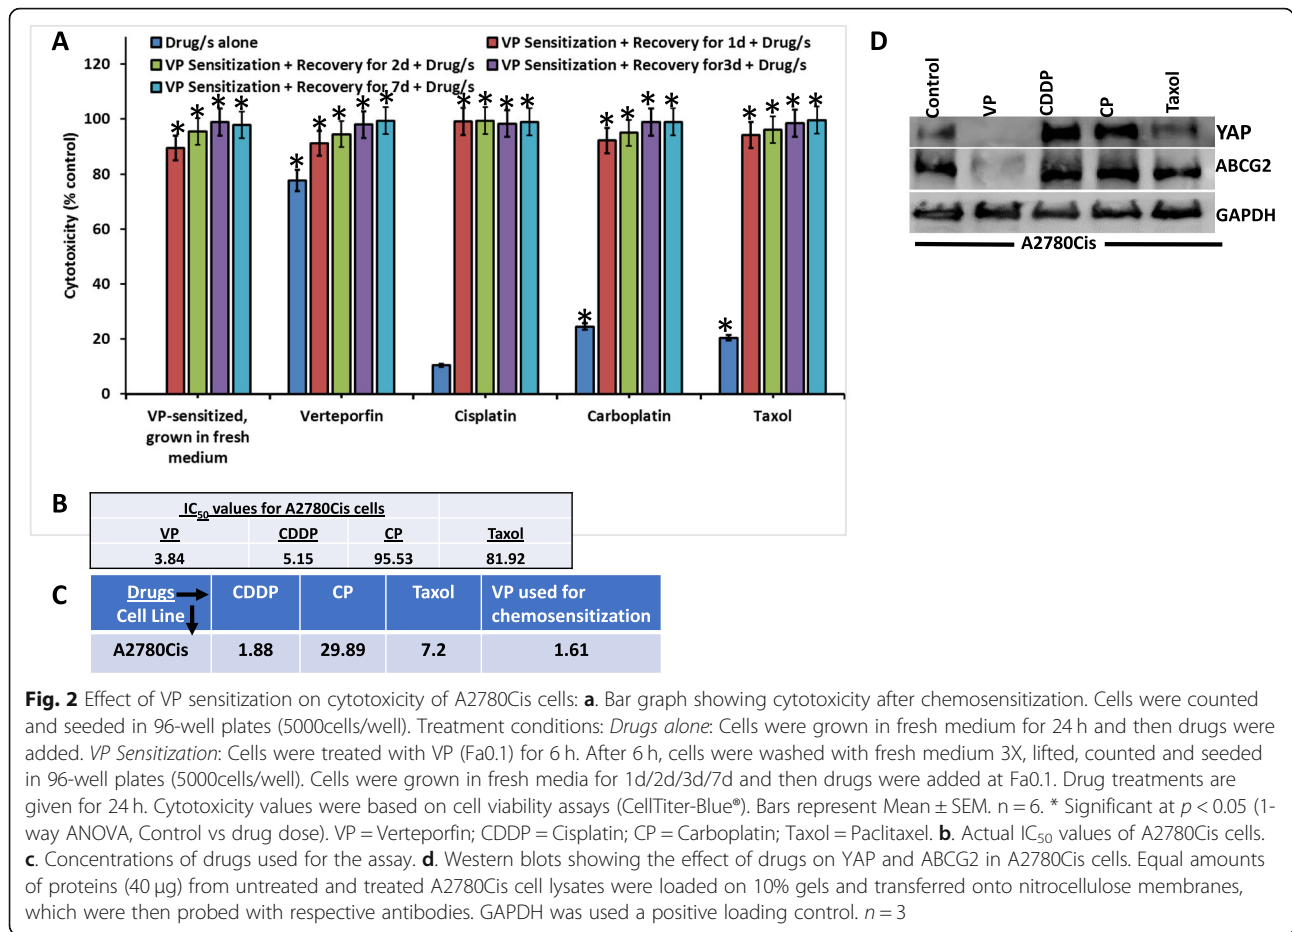 A
Drug/s alone
VP Sensitization + Recovery for 1d + Drug/s
VP Sensitization + Recovery for 2d + Drug/s
VP Sensitization + Recovery for3d + Drug/s
VP Sensitization + Recovery for 7d + Drug/s
Cytotoxicity (% control)
120
100
80
60
40
20
0
* * * *
* * * * *
* * * *
* * * * *
* * * * *
VP-sensitized,
grown in fresh
medium
Verteporfin
Cisplatin
Carboplatin
Taxol
D
Control
VP
CDDP
CP
Taxol
YAP
ABCG2
GAPDH
A2780Cis
B
IC50 values for A2780Cis cells
VP CDDP CP Taxol
3.84 5.15 95.53 81.92
C
Drugs CDDP CP Taxol VP used for
Cell Line chemosensitization
A2780Cis 1.88 29.89 7.2 1.61
Fig. 2 Effect of VP sensitization on cytotoxicity of A2780Cis cells: a. Bar graph showing cytotoxicity after chemosensitization. Cells were counted
and seeded in 96-well plates (5000cells/well). Treatment conditions: Drugs alone: Cells were grown in fresh medium for 24 h and then drugs were
added. VP Sensitization: Cells were treated with VP (Fa0.1) for 6 h. After 6 h, cells were washed with fresh medium 3X, lifted, counted and seeded
in 96-well plates (5000cells/well). Cells were grown in fresh media for 1d/2d/3d/7d and then drugs were added at Fa0.1. Drug treatments are
given for 24 h. Cytotoxicity values were based on cell viability assays (CellTiter-Blue®). Bars represent Mean ± SEM. n = 6. * Significant at p < 0.05 (1-
way ANOVA, Control vs drug dose). VP = Verteporfin; CDDP = Cisplatin; CP = Carboplatin; Taxol = Paclitaxel. b. Actual IC50 values of A2780Cis cells.
c. Concentrations of drugs used for the assay. d. Western blots showing the effect of drugs on YAP and ABCG2 in A2780Cis cells. Equal amounts
of proteins (40 μg) from untreated and treated A2780Cis cell lysates were loaded on 10% gels and transferred onto nitrocellulose membranes,
which were then probed with respective antibodies. GAPDH was used a positive loading control. n = 3